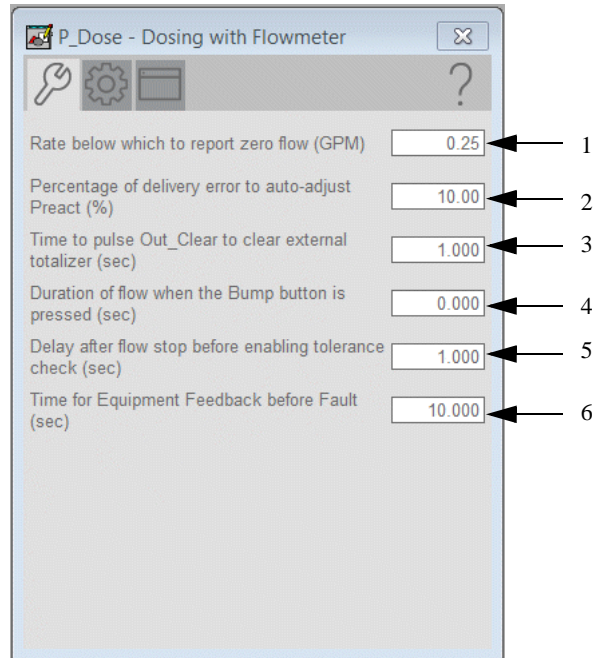 P_Dose - Dosing with Flowmeter
?
Rate below which to report zero flow (GPM) 0.25 1
Percentage of delivery error to auto-adjust
Preact (%) 10.00 2
Time to pulse Out_Clear to clear external
totalizer (sec) 1.000 3
Duration of flow when the Bump button is
pressed (sec) 0.000 4
Delay after flow stop before enabling tolerance
check (sec) 1.000 5
Time for Equipment Feedback before Fault
(sec) 10.000 6